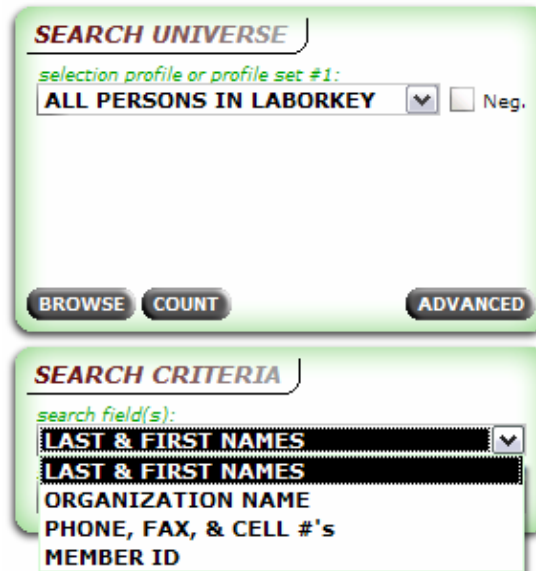 SEARCH UNIVERSE
selection profile or profile set #1:
ALL PERSONS IN LABORKEY Neg.
BROWSE COUNT ADVANCED
SEARCH CRITERIA
search field(s):
LAST & FIRST NAMES
LAST & FIRST NAMES
ORGANIZATION NAME
PHONE, FAX, & CELL #'s
MEMBER ID